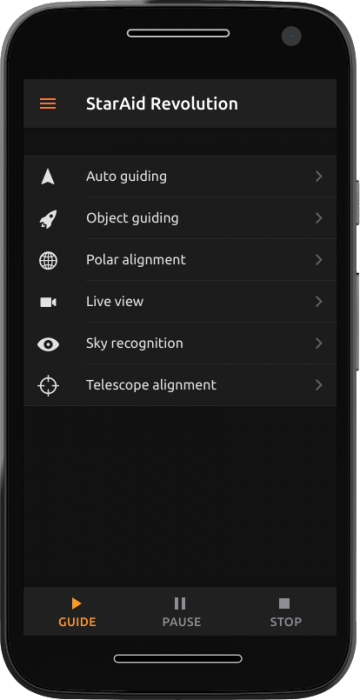 StarAid Revolution
Auto guiding
Object guiding
Polar alignment
Live view
Sky recognition
Telescope alignment
GUIDE PAUSE STOP